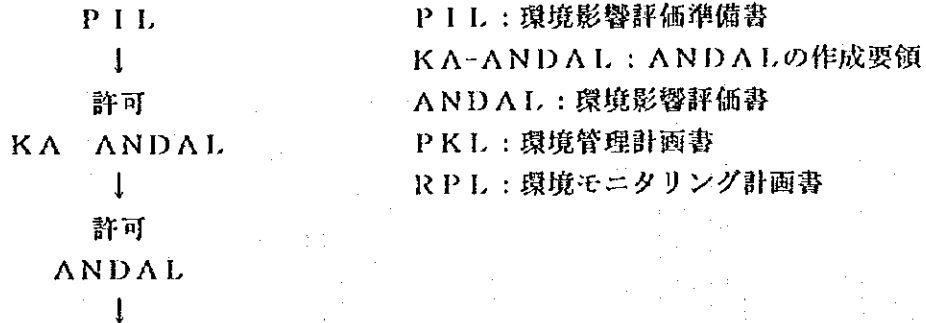 PIL
↓
許可
KA ANDAL
↓
許可
ANDAL
↓
PIL:環境影響評価準備書
KA-ANDAL:ANDALの作成要領
ANDAL:環境影響評価書
PKL:環境管理計画書
RPL:環境モニタリング計画書